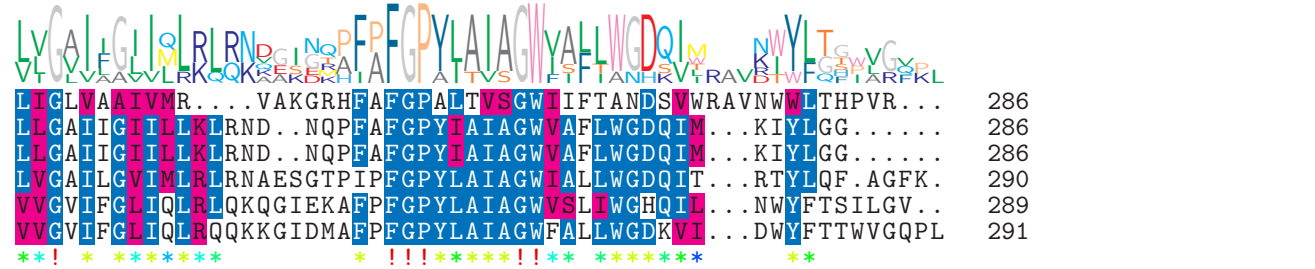 LIGLVAAIVMR....VAKGRHFAFGPALTVSGWIIFTANDSVWRAVNWWLTHPVR... 286
LLGAIIGIILLKLRND..NQPFAFGPYIAIAGWVAFLWGDQIM...KIYLGG...... 286
LLGAIIGIILLKLRND..NQPFAFGPYIAIAGWVAFLWGDQIM...KIYLGG...... 286
LVGAILGVIMLRLRNAESGTPIPFGPYLAIAGWIALLWGDQIT...RTYLQF.AGFK. 290
VVGVIFGLIQLRLQKQGIEKAFPFGPYLAIAGWVSLIWGHQIL...NWYFTSILGV.. 289
VVGVIFGLIQLRQQKKGIDMAFPFGPYLAIAGWFALLWGDKVI...DWYFTTWVGQPL 291
**! * ******* * !!!*****!!** ******* **